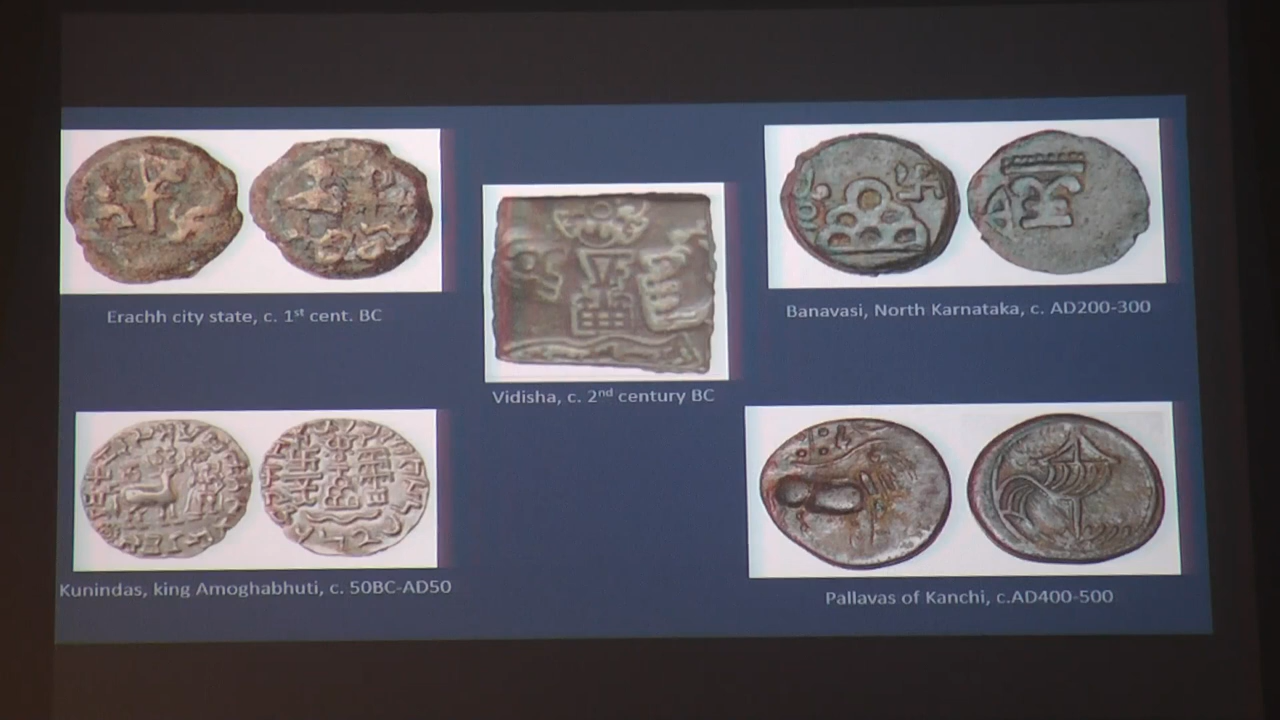 Erachh city state, c. 1st cent. BC
Banavasi, North Karnataka, c. AD200-300
Vidisha, c. 2nd century BC
Kunindas, king Amoghabhuti, c. 50BC-AD50
Pallavas of Kanchi, c.AD400-500